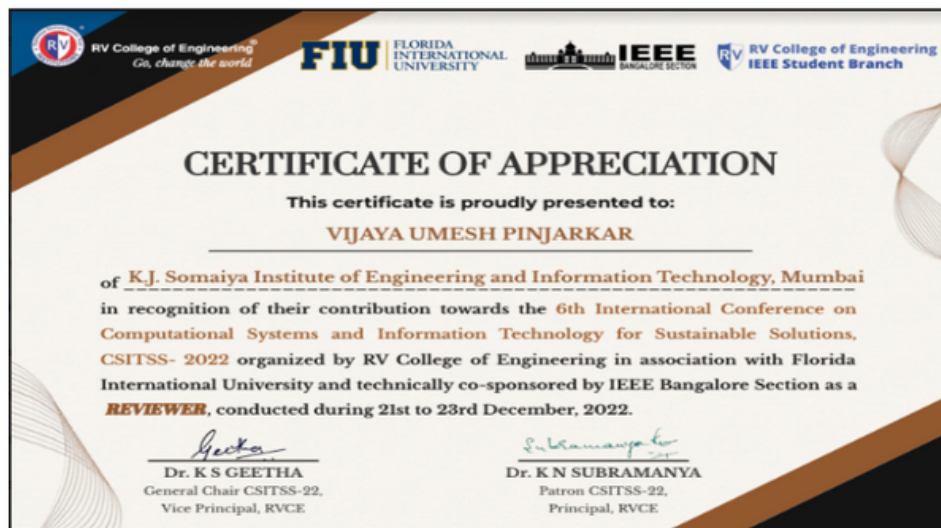 RV College of Engineering®
Go, change the world
FIU FLORIDA INTERNATIONAL UNIVERSITY
IEEE
BANGALORE SECTION
RV College of Engineering
IEEE Student Branch
CERTIFICATE OF APPRECIATION
This certificate is proudly presented to:
VIJAYA UMESH PINJARKAR
of K.J. Somaiya Institute of Engineering and Information Technology, Mumbai
in recognition of their contribution towards the 6th International Conference on
Computational Systems and Information Technology for Sustainable Solutions,
CSITSS- 2022 organized by RV College of Engineering in association with Florida
International University and technically co-sponsored by IEEE Bangalore Section as a
REVIEWER, conducted during 21st to 23rd December, 2022.
Geetha
Subramanya
Dr. K S GEETHA
General Chair CSITSS-22,
Vice Principal, RVCE
Dr. K N SUBRAMANYA
Patron CSITSS-22,
Principal, RVCE